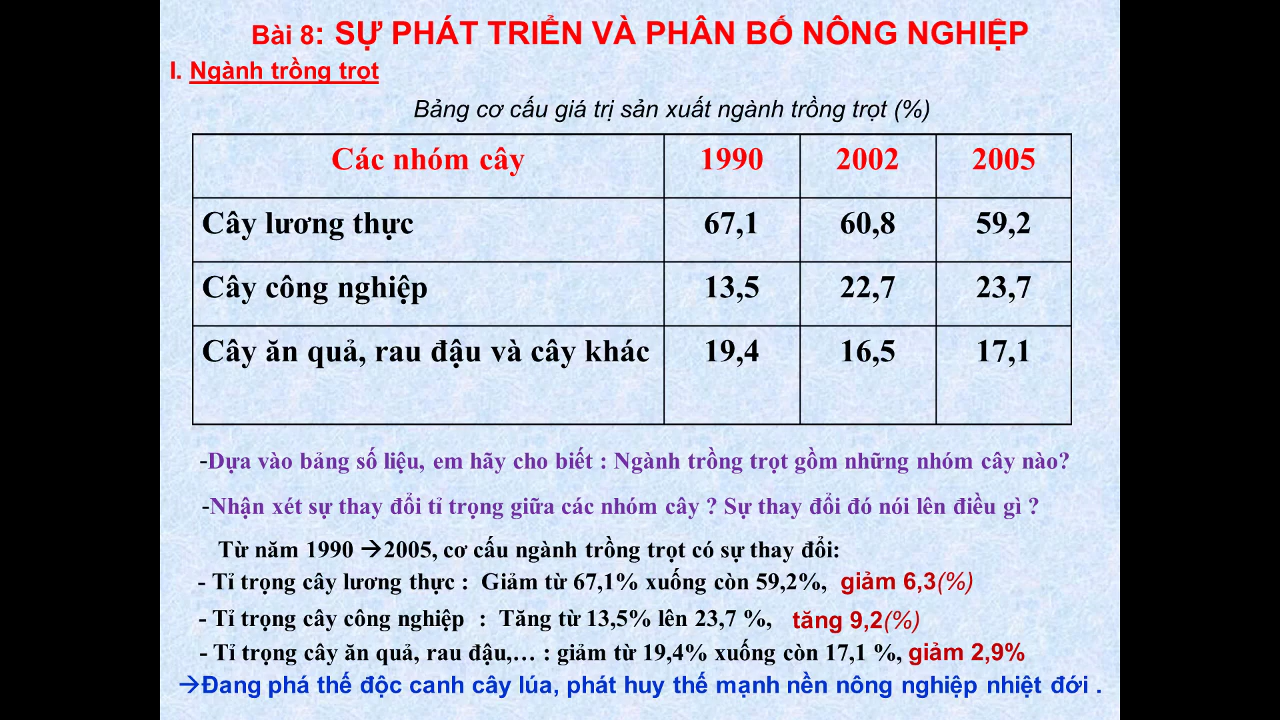 Bài 8: SỰ PHÁT TRIỂN VÀ PHÂN BỐ NÔNG NGHIỆP
I. Ngành trồng trọt
Bảng cơ cấu giá trị sản xuất ngành trồng trọt (%)
Các nhóm cây 1990 2002 2005
Cây lương thực 67,1 60,8 59,2
Cây công nghiệp 13,5 22,7 23,7
Cây ăn quả, rau đậu và cây khác 19,4 16,5 17,1
-Dựa vào bảng số liệu, em hãy cho biết : Ngành trồng trọt gồm những nhóm cây nào?
-Nhận xét sự thay đổi tỉ trọng giữa các nhóm cây ? Sự thay đổi đó nói lên điều gì ?
Từ năm 1990 →2005, cơ cấu ngành trồng trọt có sự thay đổi:
- Tỉ trọng cây lương thực : Giảm từ 67,1% xuống còn 59,2%, giảm 6,3(%)
- Tỉ trọng cây công nghiệp : Tăng từ 13,5% lên 23,7 %, tăng 9,2(%)
- Tỉ trọng cây ăn quả, rau đậu,… : giảm từ 19,4% xuống còn 17,1 %, giảm 2,9%
→Đang phá thế độc canh cây lúa, phát huy thế mạnh nền nông nghiệp nhiệt đới .